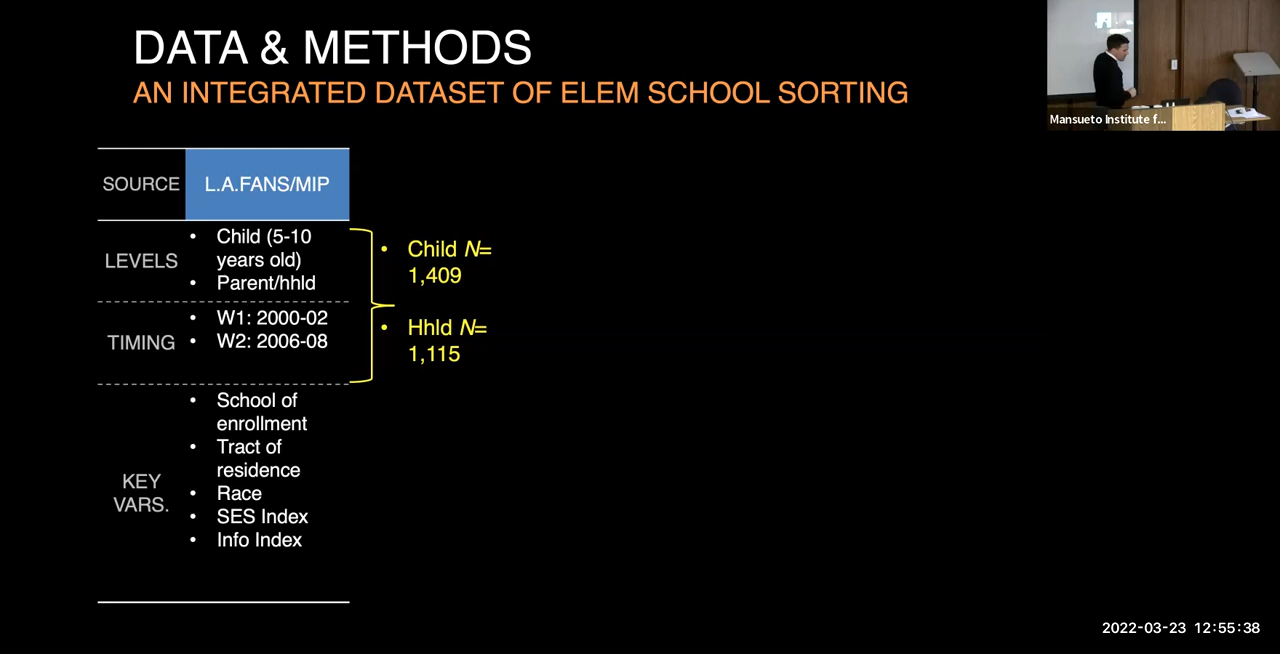 DATA & METHODS
AN INTEGRATED DATASET OF ELEM SCHOOL SORTING
Mansueto Institute f...
SOURCE
L.A.FANS/MIP
LEVELS
• Child (5-10
years old)
• Parent/hhld
TIMING
• W1: 2000-02
• W2: 2006-08
• Child N=
1,409
• Hhld N=
1,115
KEY
VARS.
• School of
enrollment
• Tract of
residence
• Race
• SES Index
• Info Index
2022-03-23 12:55:38